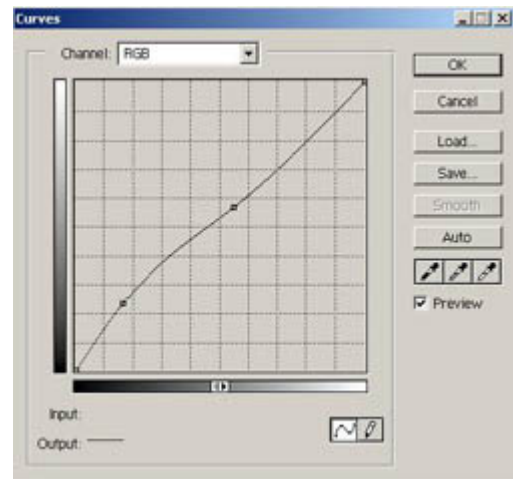 Curves
Channel: RGB
OK
Cancel
Load...
Save...
Smooth
Auto
Preview
Input:
Output: